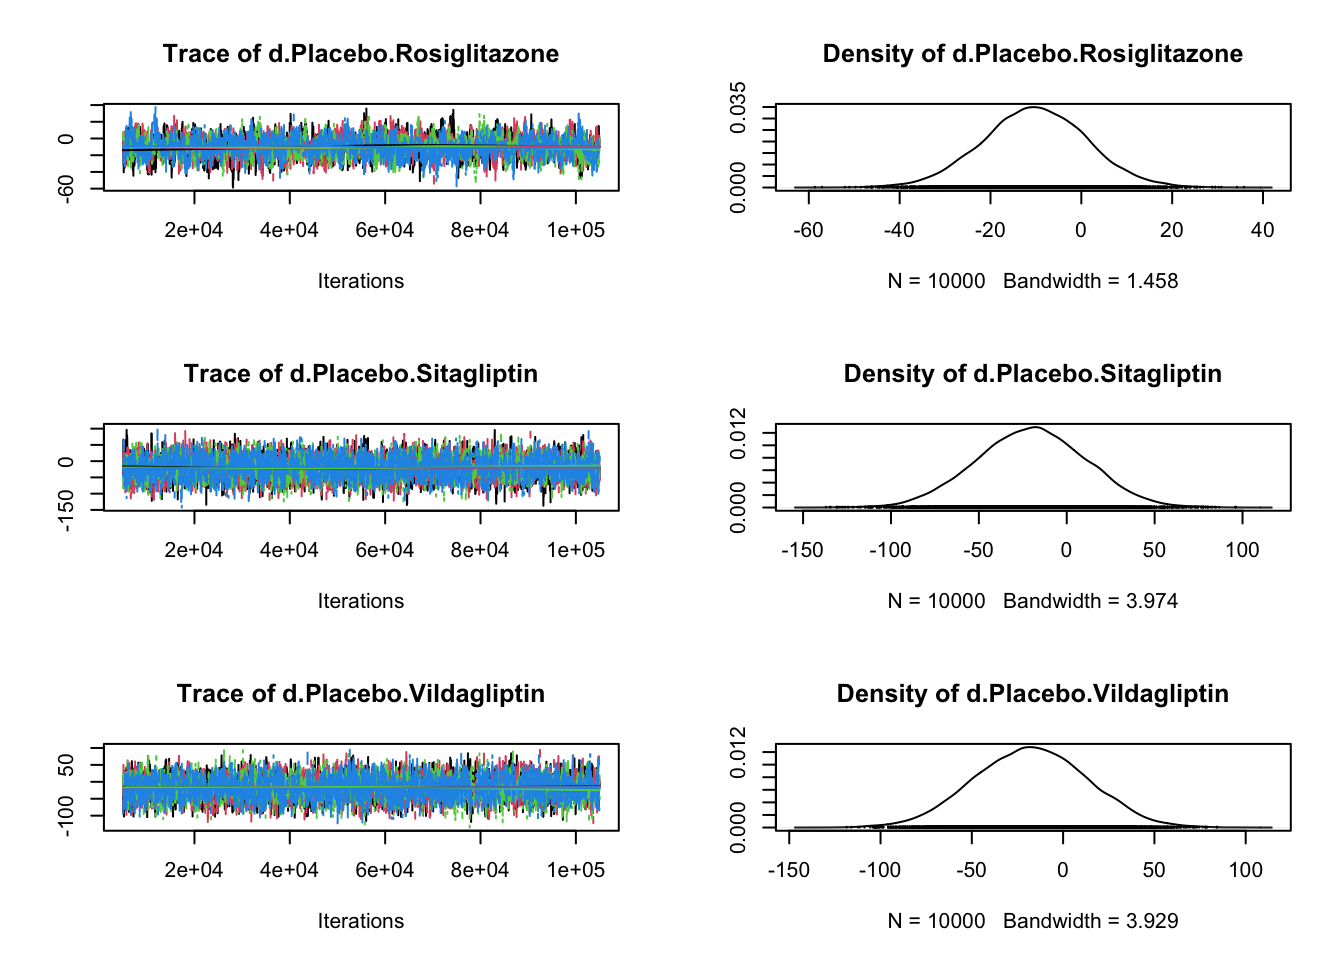 Trace of d.Placebo.Rosiglitazone
0
-60
2e+04 4e+04 6e+04 8e+04 1e+05
Iterations
Density of d.Placebo.Rosiglitazone
0.035
0.000
-60 -40 -20 0 20 40
N = 10000 Bandwidth = 1.458
Trace of d.Placebo.Sitagliptin
0
-150
2e+04 4e+04 6e+04 8e+04 1e+05
Iterations
Density of d.Placebo.Sitagliptin
0.012
0.000
-150 -100 -50 0 50 100
N = 10000 Bandwidth = 3.974
Trace of d.Placebo.Vildagliptin
50
-100
2e+04 4e+04 6e+04 8e+04 1e+05
Iterations
Density of d.Placebo.Vildagliptin
0.012
0.000
-150 -100 -50 0 50 100
N = 10000 Bandwidth = 3.929